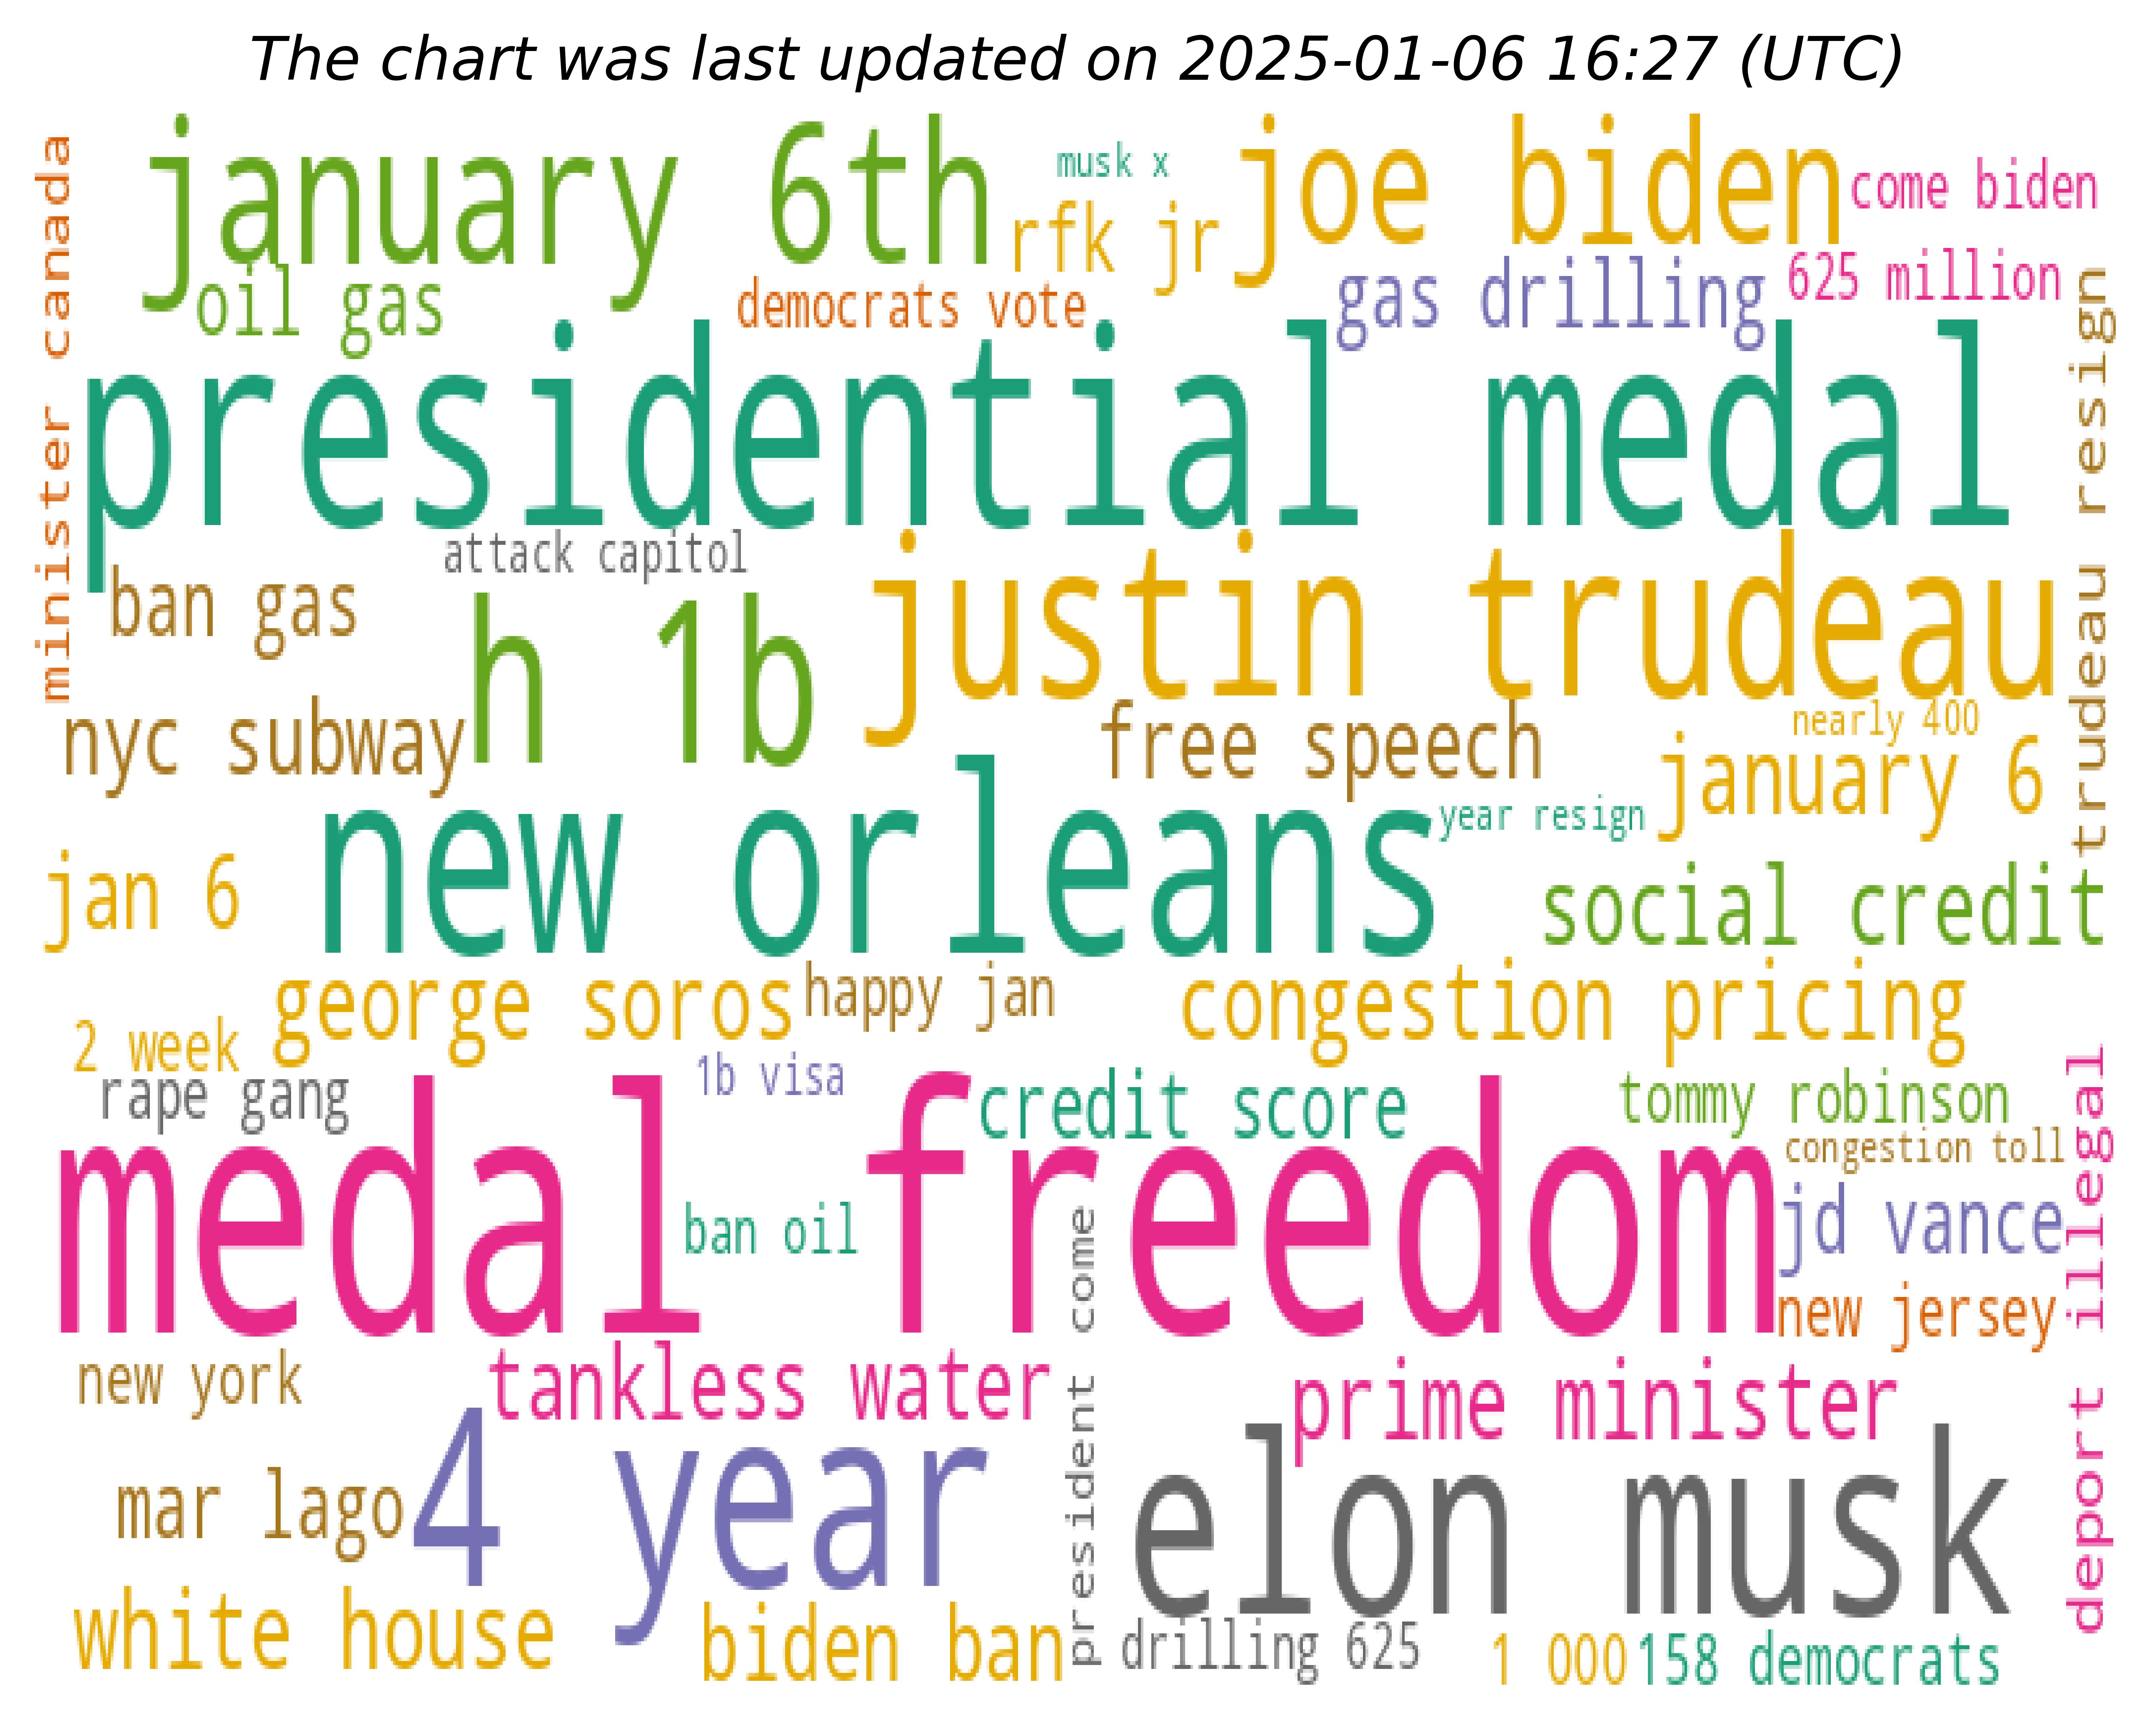 The chart was last updated on 2025-01-06 16:27 (UTC)
minister canada
january 6th
musk x
joe biden
come biden
rfk jr
oil gas
democrats vote
gas drilling
625 million
trudeau resign
presidential medal
attack capitol
ban gas
h 1b
justin trudeau
nyc subway
free speech
nearly 400
january 6
new orleans
year resign
jan 6
social credit
george soros
happy jan
congestion pricing
2 week
rape gang
1b visa
credit score
tommy robinson
congestion toll
medal freedom
ban oil
president come
jd vance
new jersey
deport illegal
new york
tankless water
prime minister
mar lago
4 year
elon musk
white house
biden ban
drilling 625
1 000
158 democrats